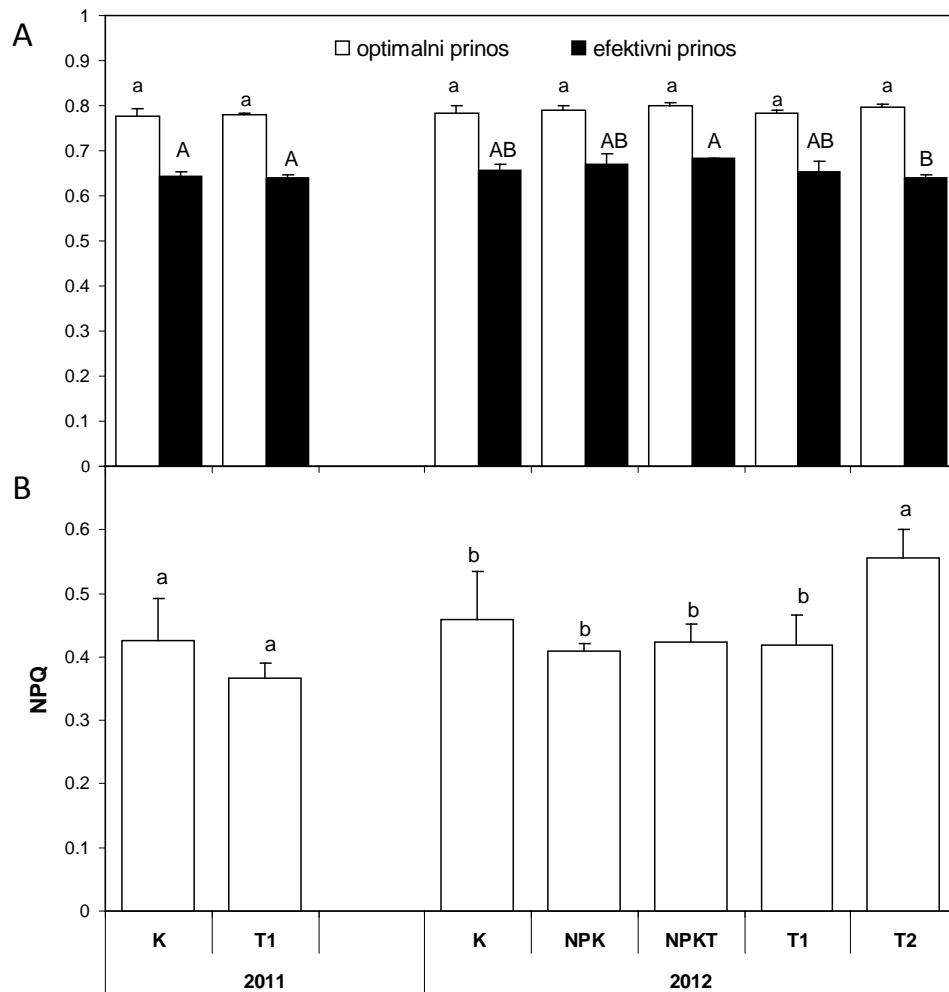 A
1
0.9
0.8
0.7
0.6
0.5
0.4
0.3
0.2
0.1
0
optimalni prinos efektivni prinos
a a a a a a a
A A AB AB A AB B
B
NPQ
0.6
0.5
0.4
0.3
0.2
0.1
0
a a b b b b a
K T1 K NPK NPKT T1 T2
2011 2012